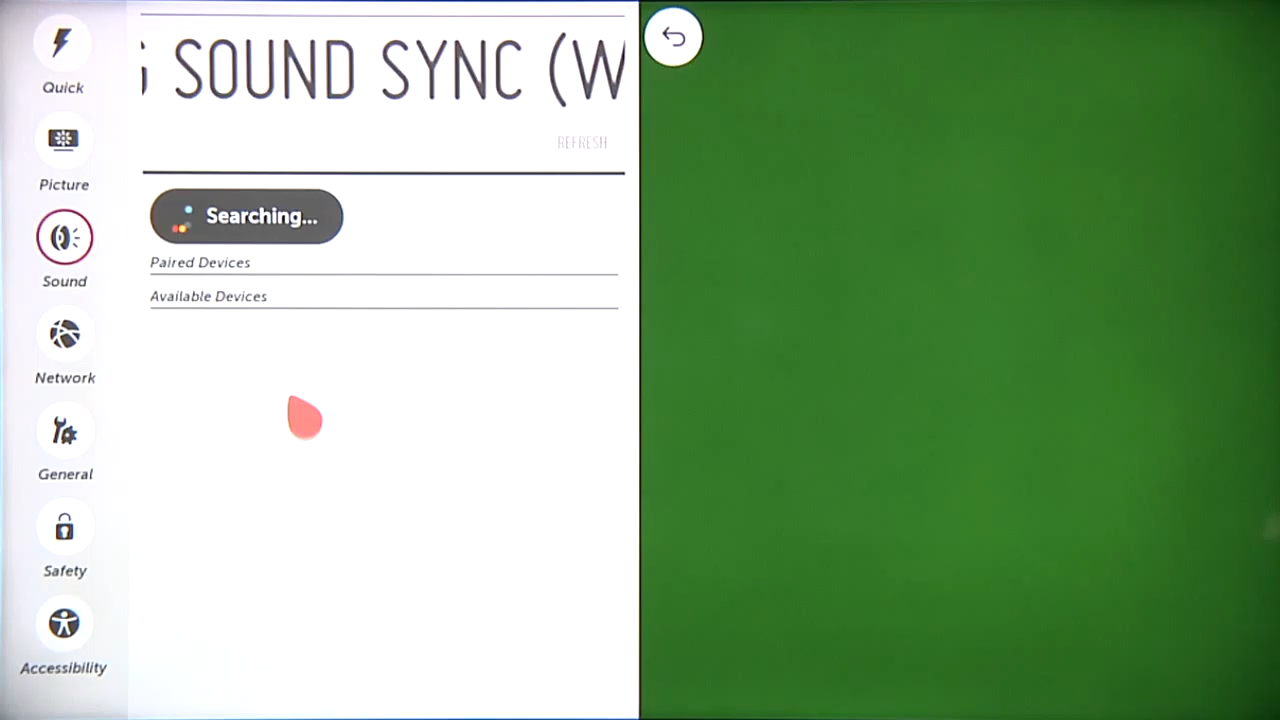 Quick
Picture
Sound
Network
General
Safety
Accessibility
SOUND SYNC (W
REFRESH
Searching...
Paired Devices
Available Devices